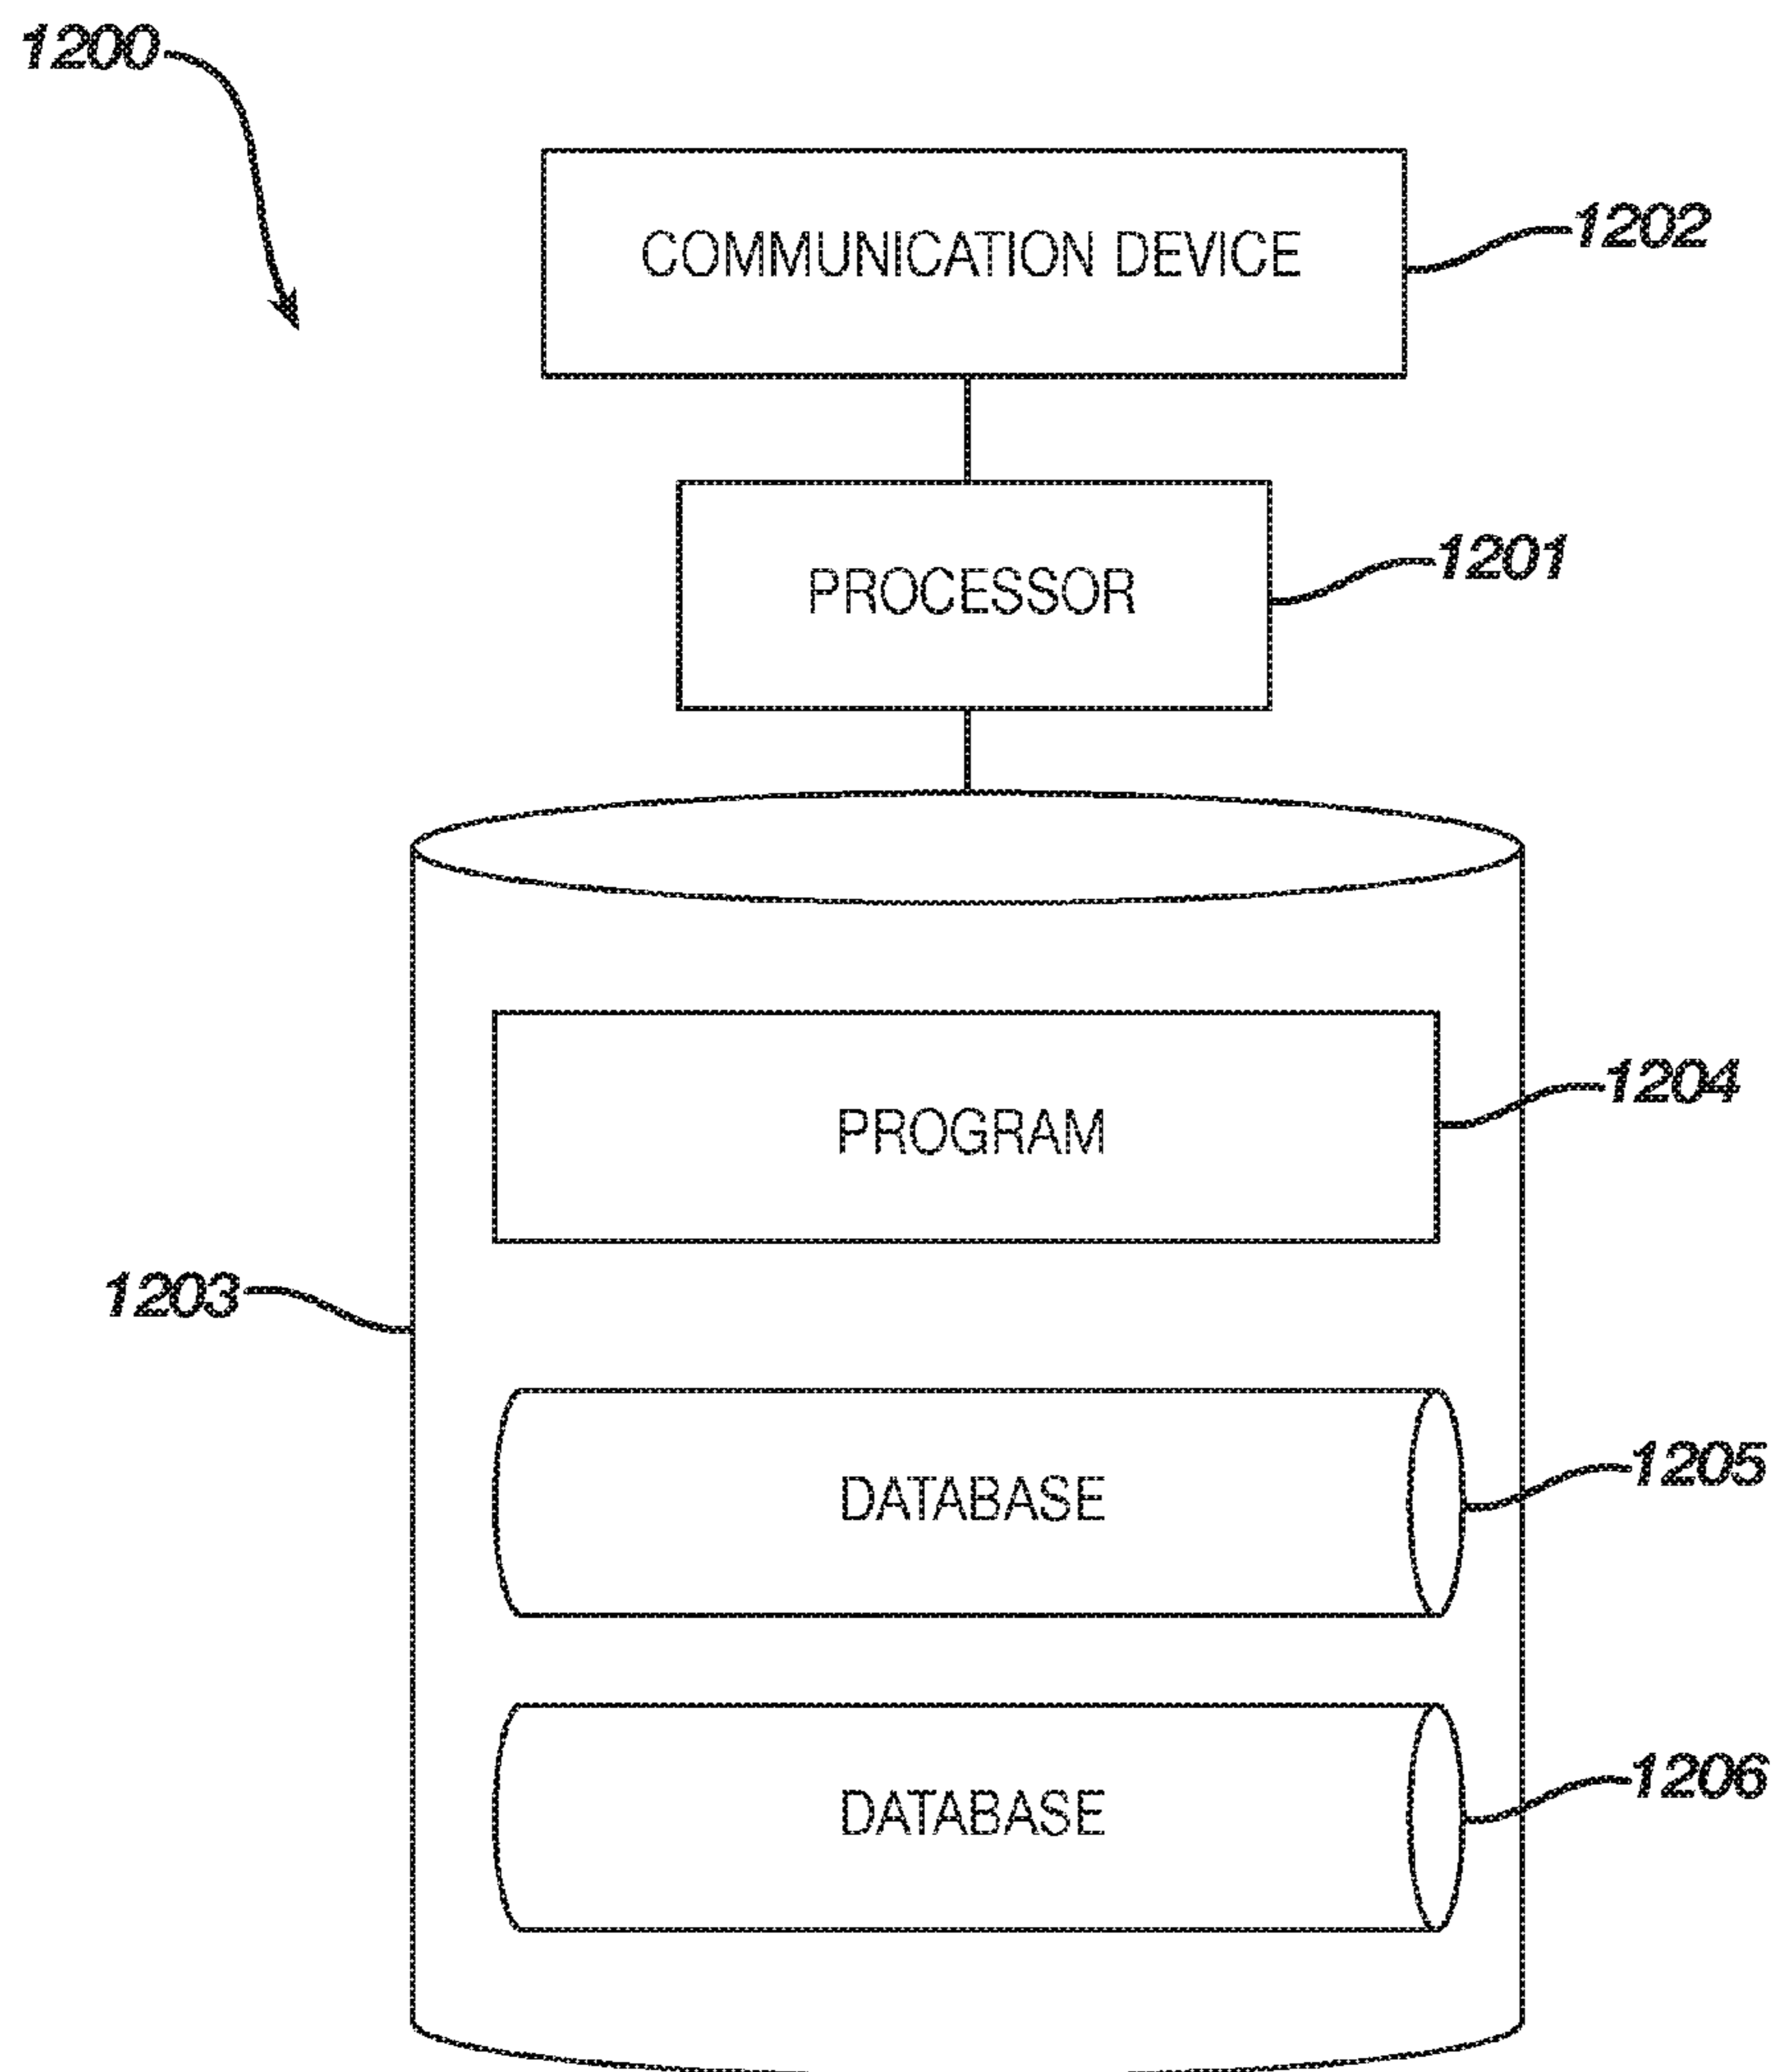 1200
COMMUNICATION DEVICE
1202
PROCESSOR
1201
PROGRAM
1204
1203
DATABASE
1205
DATABASE
1206